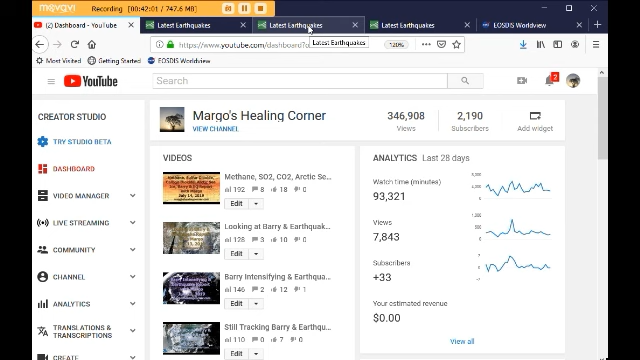 movavi
00:42:01 / 747.6 MB
(2) Dashboard - YouTube
Latest Earthquakes
Latest Earthquakes
Latest Earthquakes
EOSDIS Worldview
https://www.youtube.com/dashboard?o
Latest Earthquakes
120%
Most Visited
Getting Started
EOSDIS Worldview
YouTube
Search
2
CREATOR STUDIO
TRY STUDIO BETA
DASHBOARD
VIDEO MANAGER
LIVE STREAMING
COMMUNITY
CHANNEL
ANALYTICS
TRANSLATIONS &
TRANSCRIPTIONS
CREATE
Margo's Healing Corner
VIEW CHANNEL
346,908
Views
2,190
Subscribers
Add widget
VIDEOS
Methane, SO2, CO2, Arctic Se...
192 8 18 0
Edit
Looking at Barry & Earthquak...
128 3 10 0
Edit
Barry Intensifying & Earthqua...
146 2 12 1
Edit
Still Tracking Barry & Earthqu...
110 0 7 0
Edit
ANALYTICS Last 28 days
Watch time (minutes)
93,321
Views
7,843
Subscribers
+33
Your estimated revenue
$0.00
View all